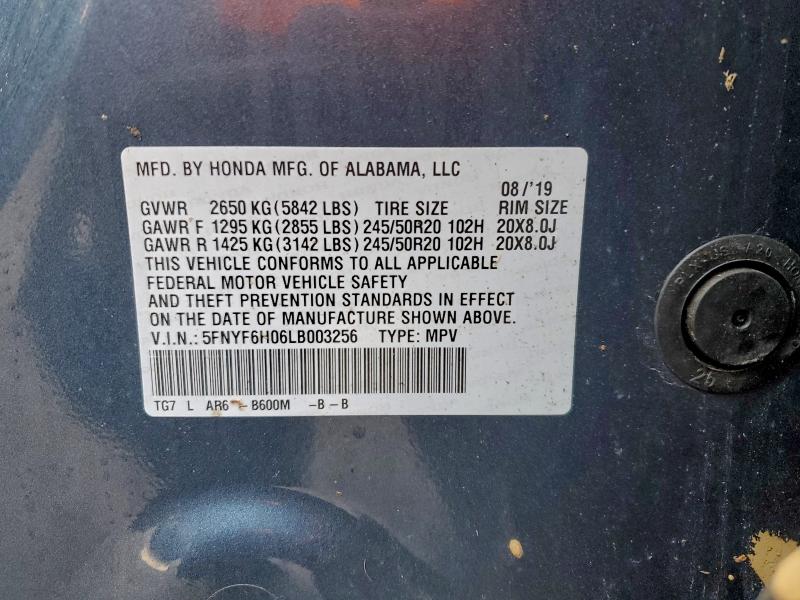 MFD. BY HONDA MFG. OF ALABAMA, LLC
08/'19
GVWR 2650 KG (5842 LBS) TIRE SIZE RIM SIZE
GAWR F 1295 KG (2855 LBS) 245/50R20 102H 20X8.0J
GAWR R 1425 KG (3142 LBS) 245/50R20 102H 20X8.0J
THIS VEHICLE CONFORMS TO ALL APPLICABLE
FEDERAL MOTOR VEHICLE SAFETY
AND THEFT PREVENTION STANDARDS IN EFFECT
ON THE DATE OF MANUFACTURE SHOWN ABOVE.
V.I.N.: 5FNYF6H06LB003256 TYPE: MPV
TG7 L AR6 -B600M -B-B